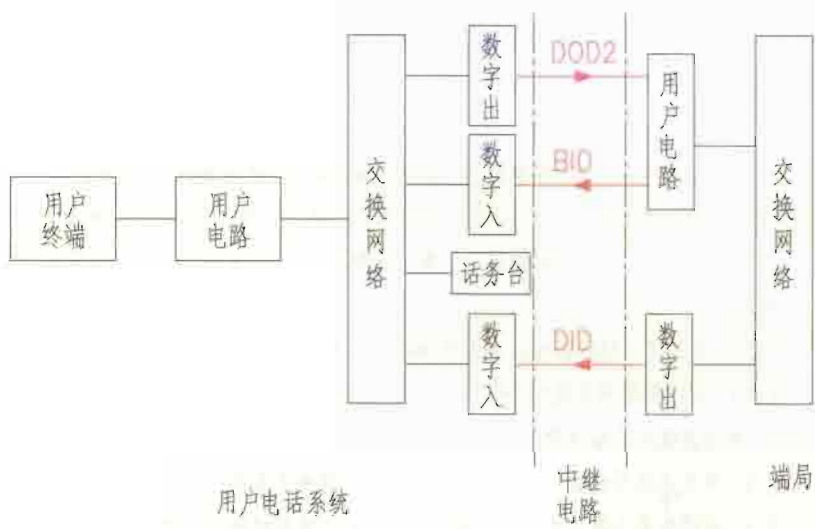 用户
终端
用户
电路
交换网络
数字出
数字入
话务台
数字入
DOD2
BID
DID
用户电路
数字出
交换网络
用户电话系统
中继
电路
端局